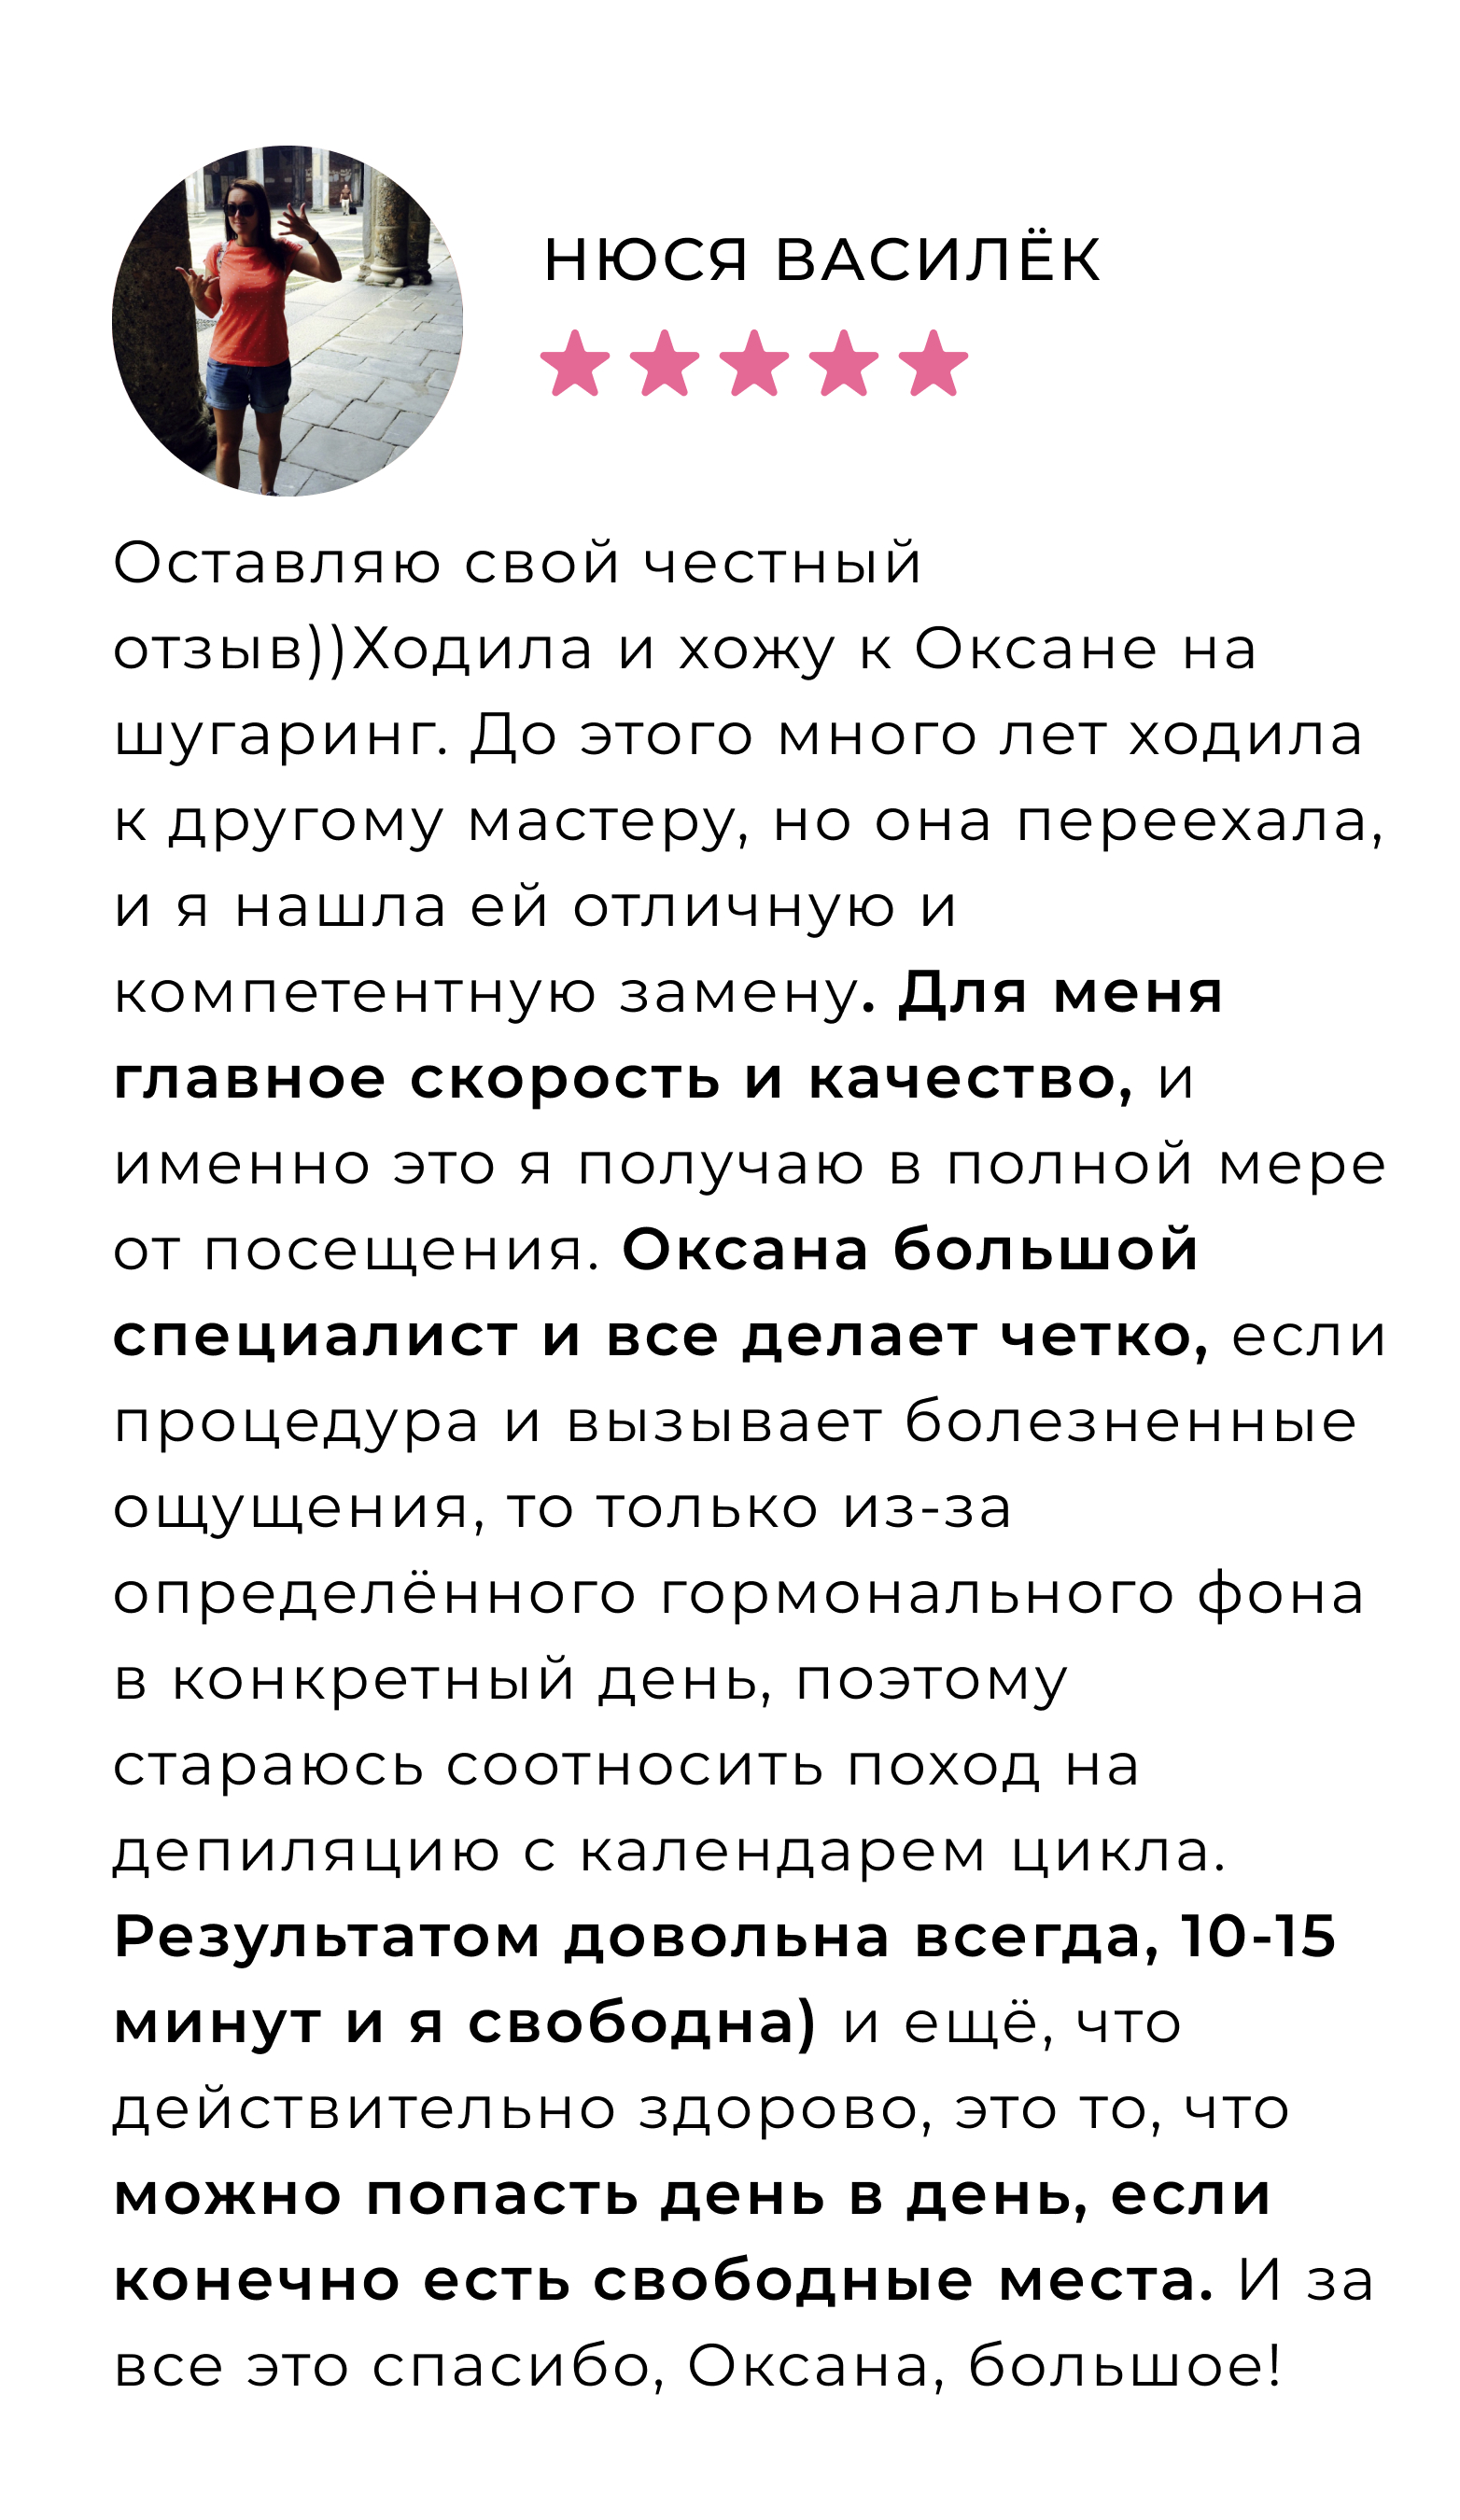 НЮСЯ ВАСИЛЁК
Оставляю свой честный
отзыв))Ходила и хожу к Оксане на
шугаринг. До этого много лет ходила
к другому мастеру, но она переехала,
и я нашла ей отличную и
компетентную замену. Для меня
главное скорость и качество, и
именно это я получаю в полной мере
от посещения. Оксана большой
специалист и все делает четко, если
процедура и вызывает болезненные
ощущения, то только из-за
определённого гормонального фона
в конкретный день, поэтому
стараюсь соотносить поход на
депиляцию с календарем цикла.
Результатом довольна всегда, 10-15
минут и я свободна) и ещё, что
действительно здорово, это то, что
можно попасть день в день, если
конечно есть свободные места. И за
все это спасибо, Оксана, большое!